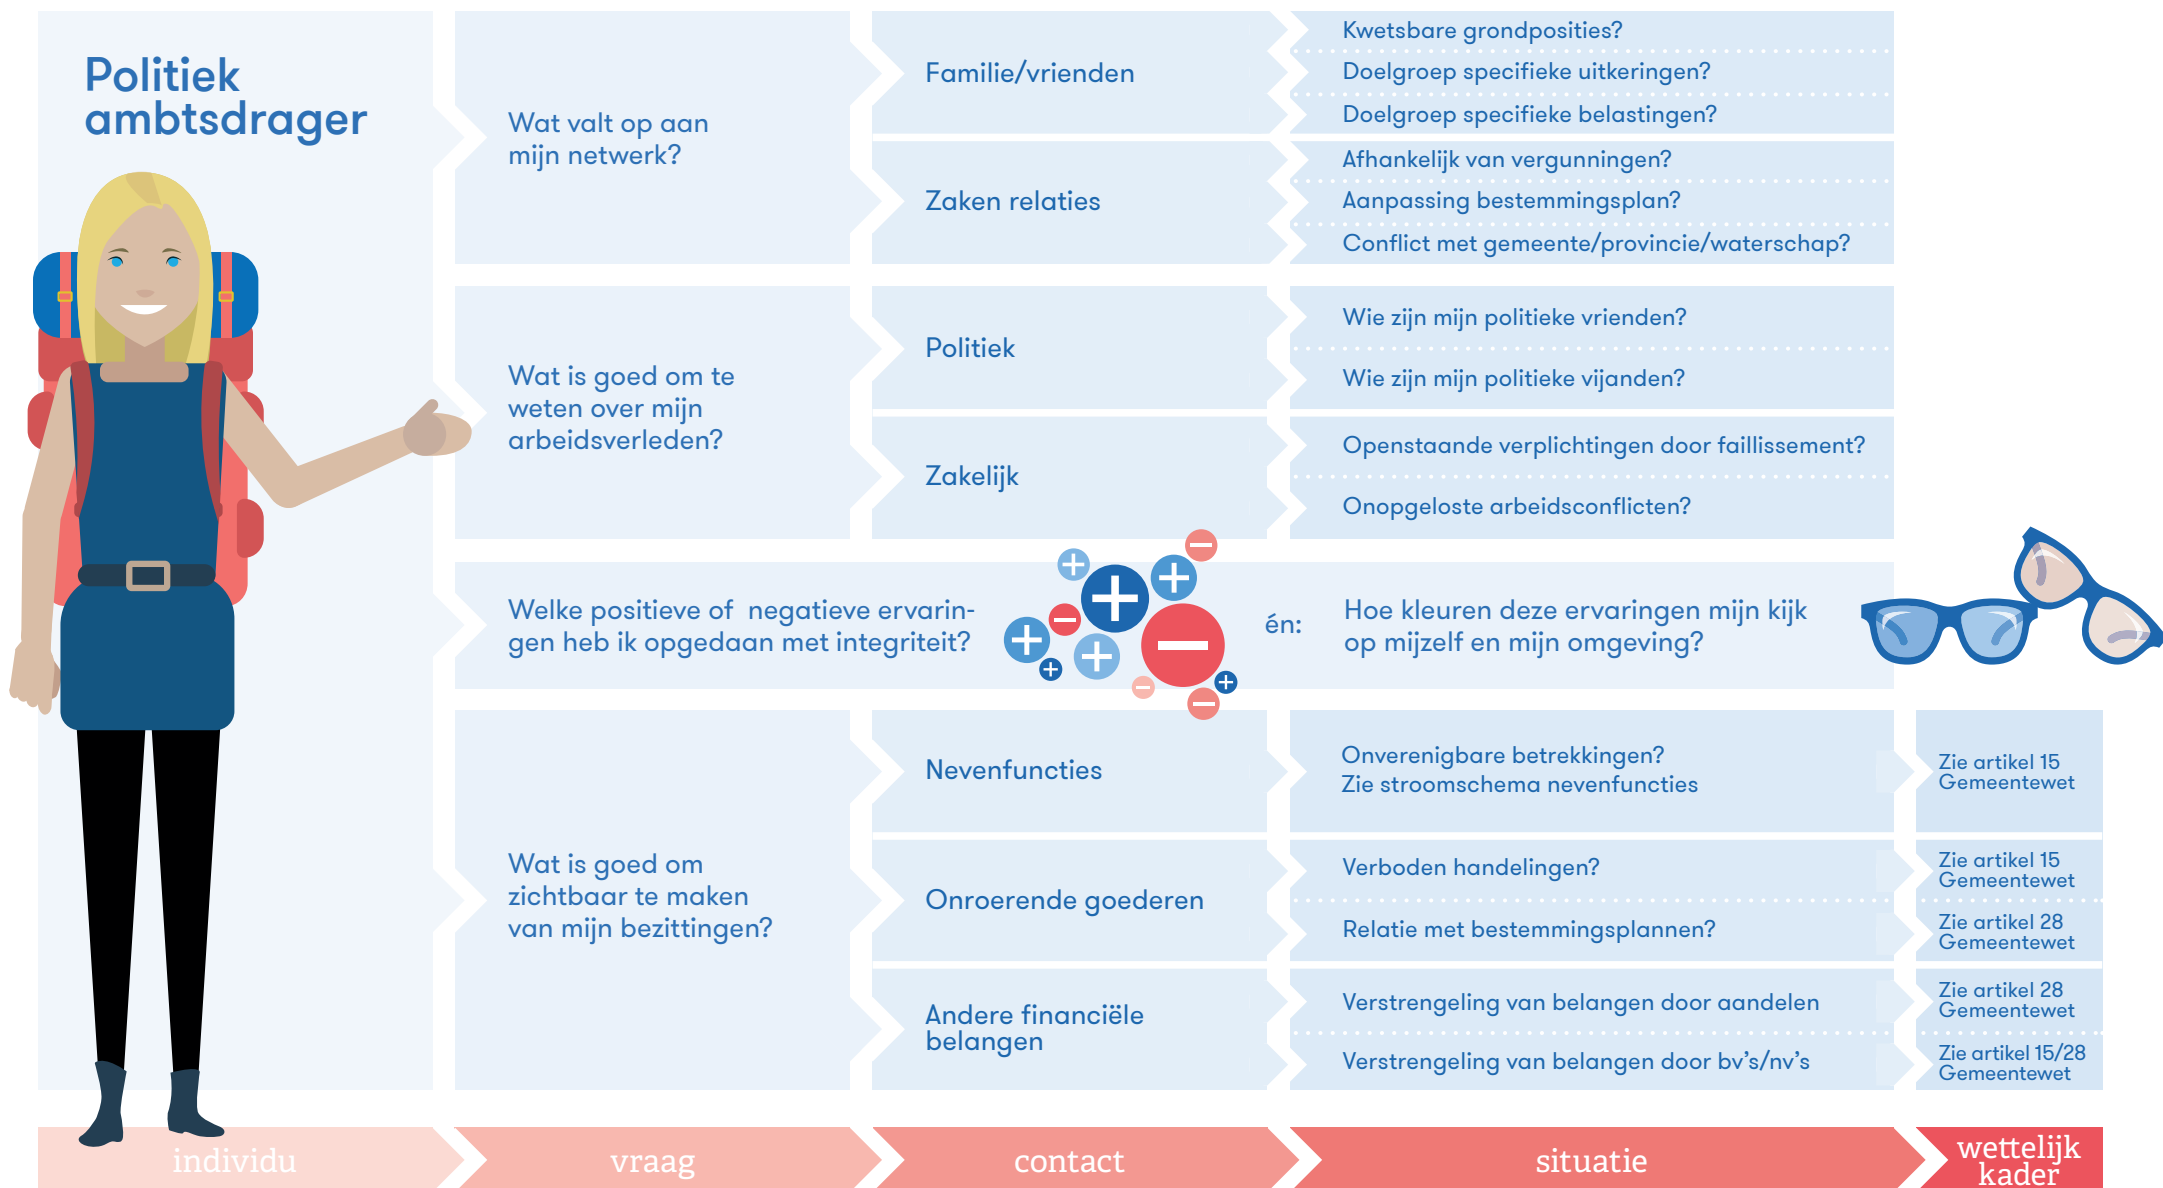 Politiek
ambtsdrager
Wat valt op aan
mijn netwerk?
Familie/vrienden
Kwetsbare grondposities?
Doelgroep specifieke uitkeringen?
Doelgroep specifieke belastingen?
Zaken relaties
Afhankelijk van vergunningen?
Aanpassing bestemmingsplan?
Conflict met gemeente/provincie/waterschap?
Wat is goed om te
weten over mijn
arbeidsverleden?
Politiek
Wie zijn mijn politieke vrienden?
Wie zijn mijn politieke vijanden?
Zakelijk
Openstaande verplichtingen door faillissement?
Onopgeloste arbeidsconflicten?
Welke positieve of negatieve ervarin-
gen heb ik opgedaan met integriteit?
én:
Hoe kleuren deze ervaringen mijn kijk
op mijzelf en mijn omgeving?
Wat is goed om
zichtbaar te maken
van mijn bezittingen?
Nevenfuncties
Onverenigbare betrekkingen?
Zie stroomschema nevenfuncties
Zie artikel 15
Gemeentewet
Onroerende goederen
Verboden handelingen?
Zie artikel 15
Gemeentewet
Relatie met bestemmingsplannen?
Zie artikel 28
Gemeentewet
Andere financiële
belangen
Verstrengeling van belangen door aandelen
Zie artikel 28
Gemeentewet
Verstrengeling van belangen door bv's/nv's
Zie artikel 15/28
Gemeentewet
individu
vraag
contact
situatie
wettelijk
kader